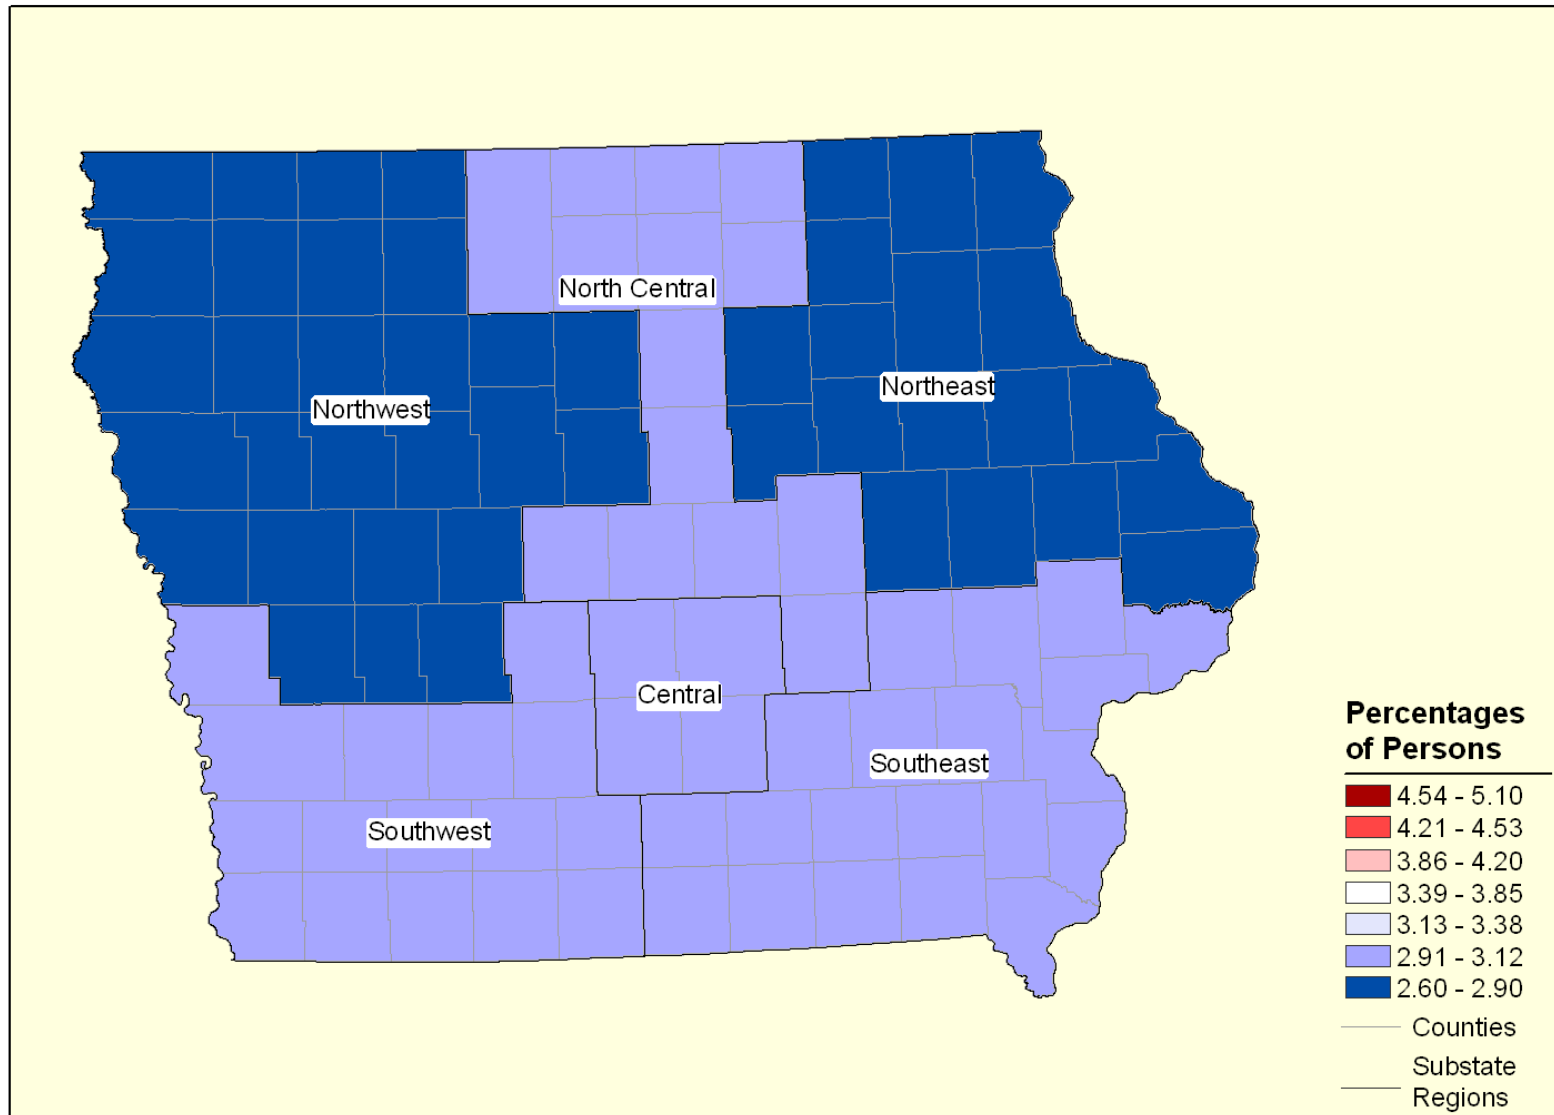 North Central
Northeast
Northwest
Central
Southeast
Southwest
Percentages
of Persons
4.54 - 5.10
4.21 - 4.53
3.86 - 4.20
3.39 - 3.85
3.13 - 3.38
2.91 - 3.12
2.60 - 2.90
Counties
Substate
Regions